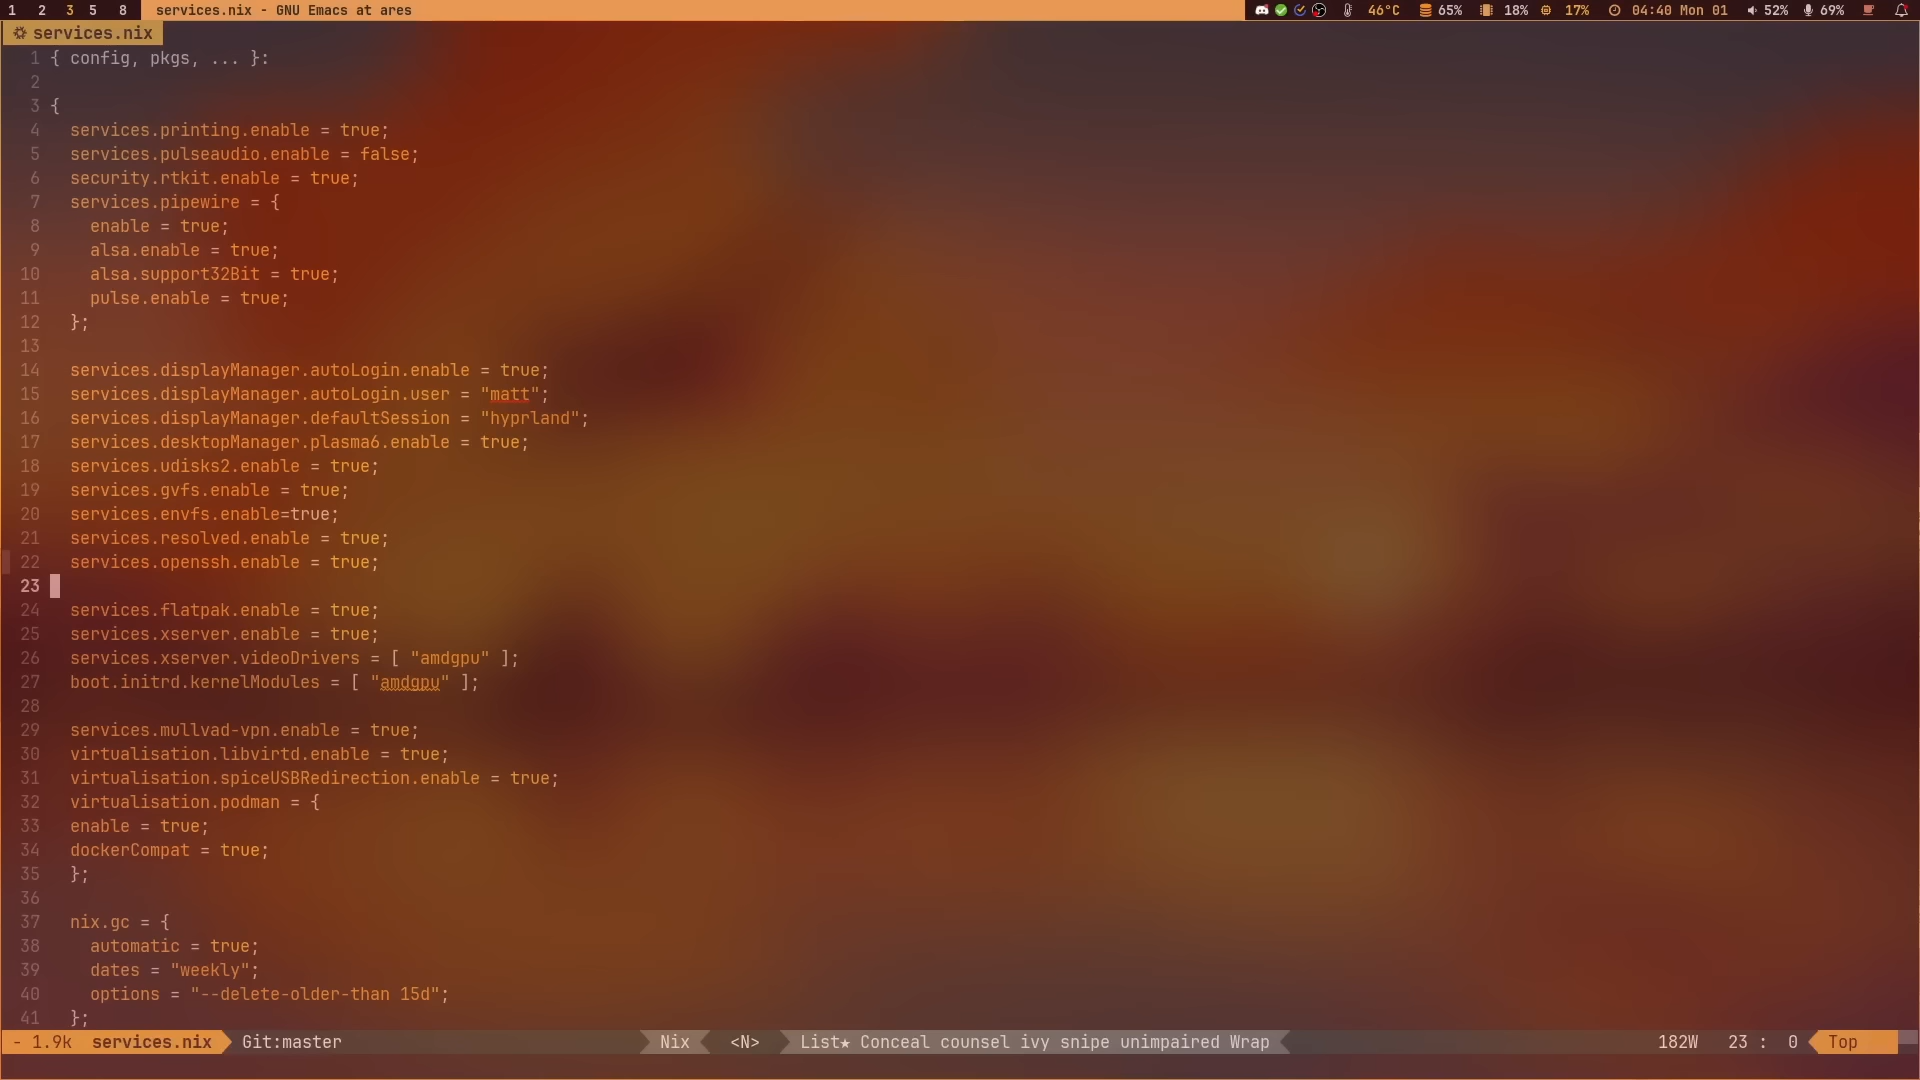 1 2 3 5 8 services.nix - GNU Emacs at ares 46°C 65% 18% 17% 04:40 Mon 01 52% 69%
services.nix
1 { config, pkgs, ... }:
2
3 {
4 services.printing.enable = true;
5 services.pulseaudio.enable = false;
6 security.rtkit.enable = true;
7 services.pipewire = {
8 enable = true;
9 alsa.enable = true;
10 alsa.support32Bit = true;
11 pulse.enable = true;
12 };
13
14 services.displayManager.autoLogin.enable = true;
15 services.displayManager.autoLogin.user = "matt";
16 services.displayManager.defaultSession = "hyprland";
17 services.desktopManager.plasma6.enable = true;
18 services.udisks2.enable = true;
19 services.gvfs.enable = true;
20 services.envfs.enable=true;
21 services.resolved.enable = true;
22 services.openssh.enable = true;
23
24 services.flatpak.enable = true;
25 services.xserver.enable = true;
26 services.xserver.videoDrivers = [ "amdgpu" ];
27 boot.initrd.kernelModules = [ "amdgpu" ];
28
29 services.mullvad-vpn.enable = true;
30 virtualisation.libvirtd.enable = true;
31 virtualisation.spiceUSBRedirection.enable = true;
32 virtualisation.podman = {
33 enable = true;
34 dockerCompat = true;
35 };
36
37 nix.gc = {
38 automatic = true;
39 dates = "weekly";
40 options = "--delete-older-than 15d";
41 };
- 1.9k services.nix Git:master Nix <N> List★ Conceal counsel ivy snipe unimpaired Wrap 182W 23 : 0 Top